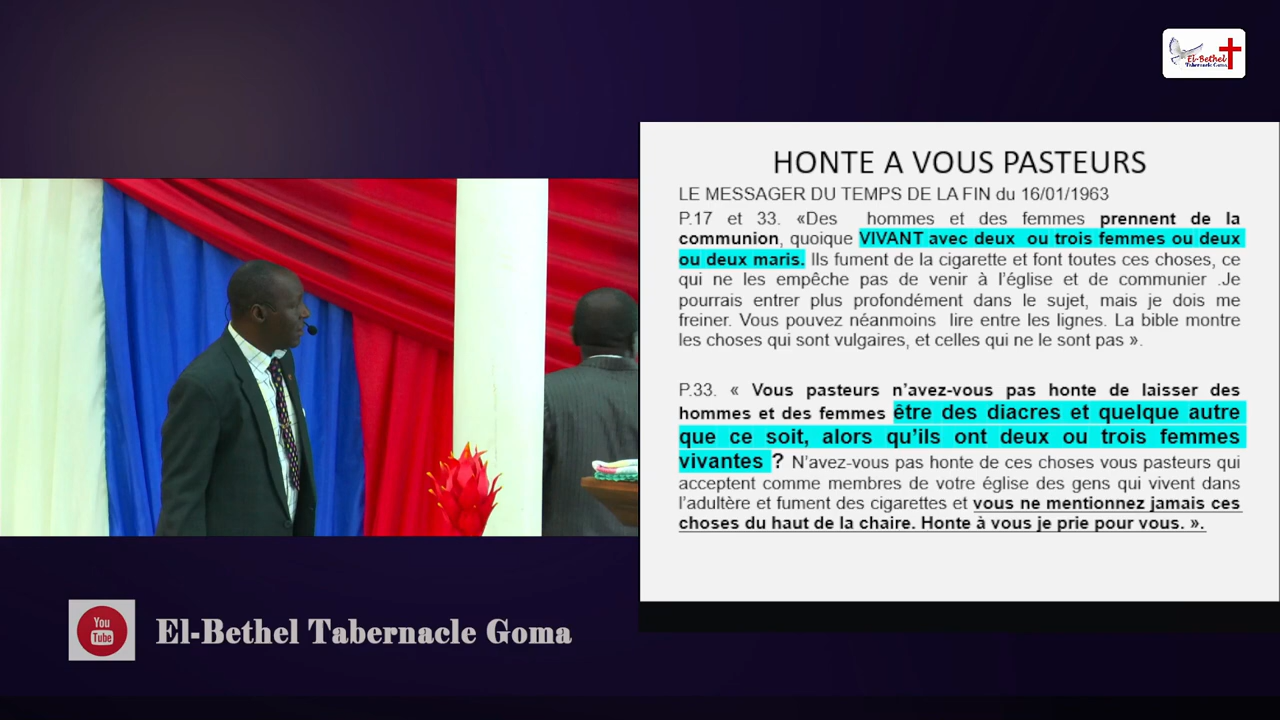 El-Bethel
Tabernacle Goma
HONTE A VOUS PASTEURS
LE MESSAGER DU TEMPS DE LA FIN du 16/01/1963
P.17 et 33. «Des hommes et des femmes prennent de la
communion, quoique VIVANT avec deux ou trois femmes ou deux
ou deux maris. Ils fument de la cigarette et font toutes ces choses, ce
qui ne les empêche pas de venir à l’église et de communier .Je
pourrais entrer plus profondément dans le sujet, mais je dois me
freiner. Vous pouvez néanmoins lire entre les lignes. La bible montre
les choses qui sont vulgaires, et celles qui ne le sont pas ».
P.33. « Vous pasteurs n’avez-vous pas honte de laisser des
hommes et des femmes être des diacres et quelque autre
que ce soit, alors qu’ils ont deux ou trois femmes
vivantes ? N’avez-vous pas honte de ces choses vous pasteurs qui
acceptent comme membres de votre église des gens qui vivent dans
l’adultère et fument des cigarettes et vous ne mentionnez jamais ces
choses du haut de la chaire. Honte à vous je prie pour vous. ».
You
Tube
El-Bethel Tabernacle Goma